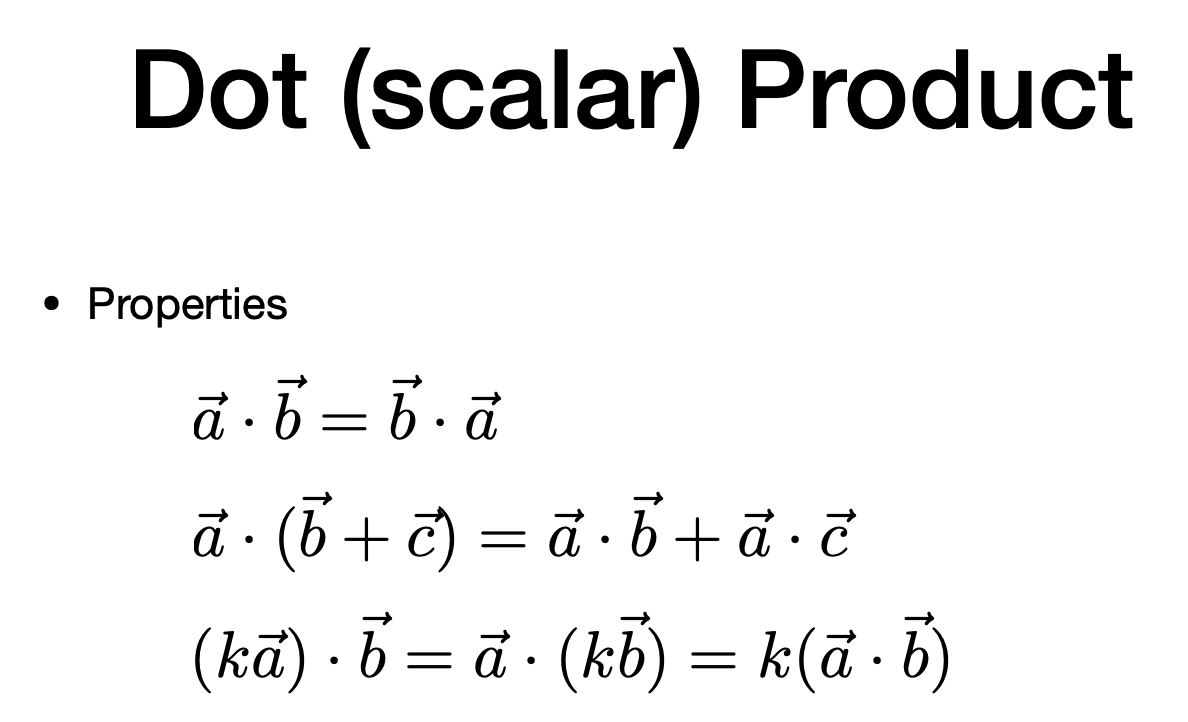 Dot (scalar) Product
• Properties
$\vec{a} \cdot \vec{b} = \vec{b} \cdot \vec{a}$
$\vec{a} \cdot (\vec{b} + \vec{c}) = \vec{a} \cdot \vec{b} + \vec{a} \cdot \vec{c}$
$(k\vec{a}) \cdot \vec{b} = \vec{a} \cdot (k\vec{b}) = k(\vec{a} \cdot \vec{b})$